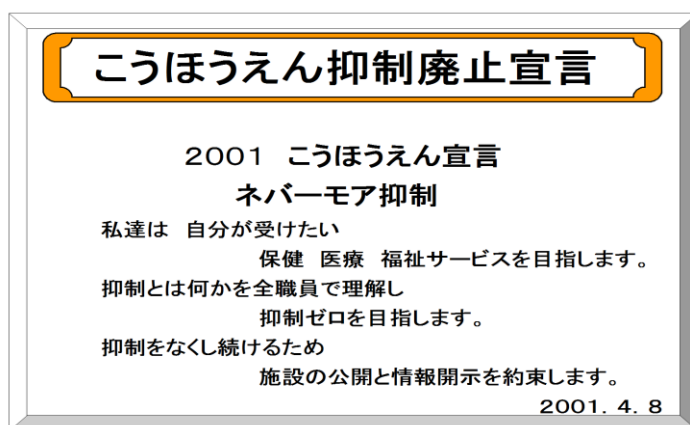 こうほうえん抑制廃止宣言
2001 こうほうえん宣言
ネバーモア抑制
私達は 自分が受けたい
保健 医療 福祉サービスを目指します。
抑制とは何かを全職員で理解し
抑制ゼロを目指します。
抑制をなくし続けるため
施設の公開と情報開示を約束します。
2001.4.8